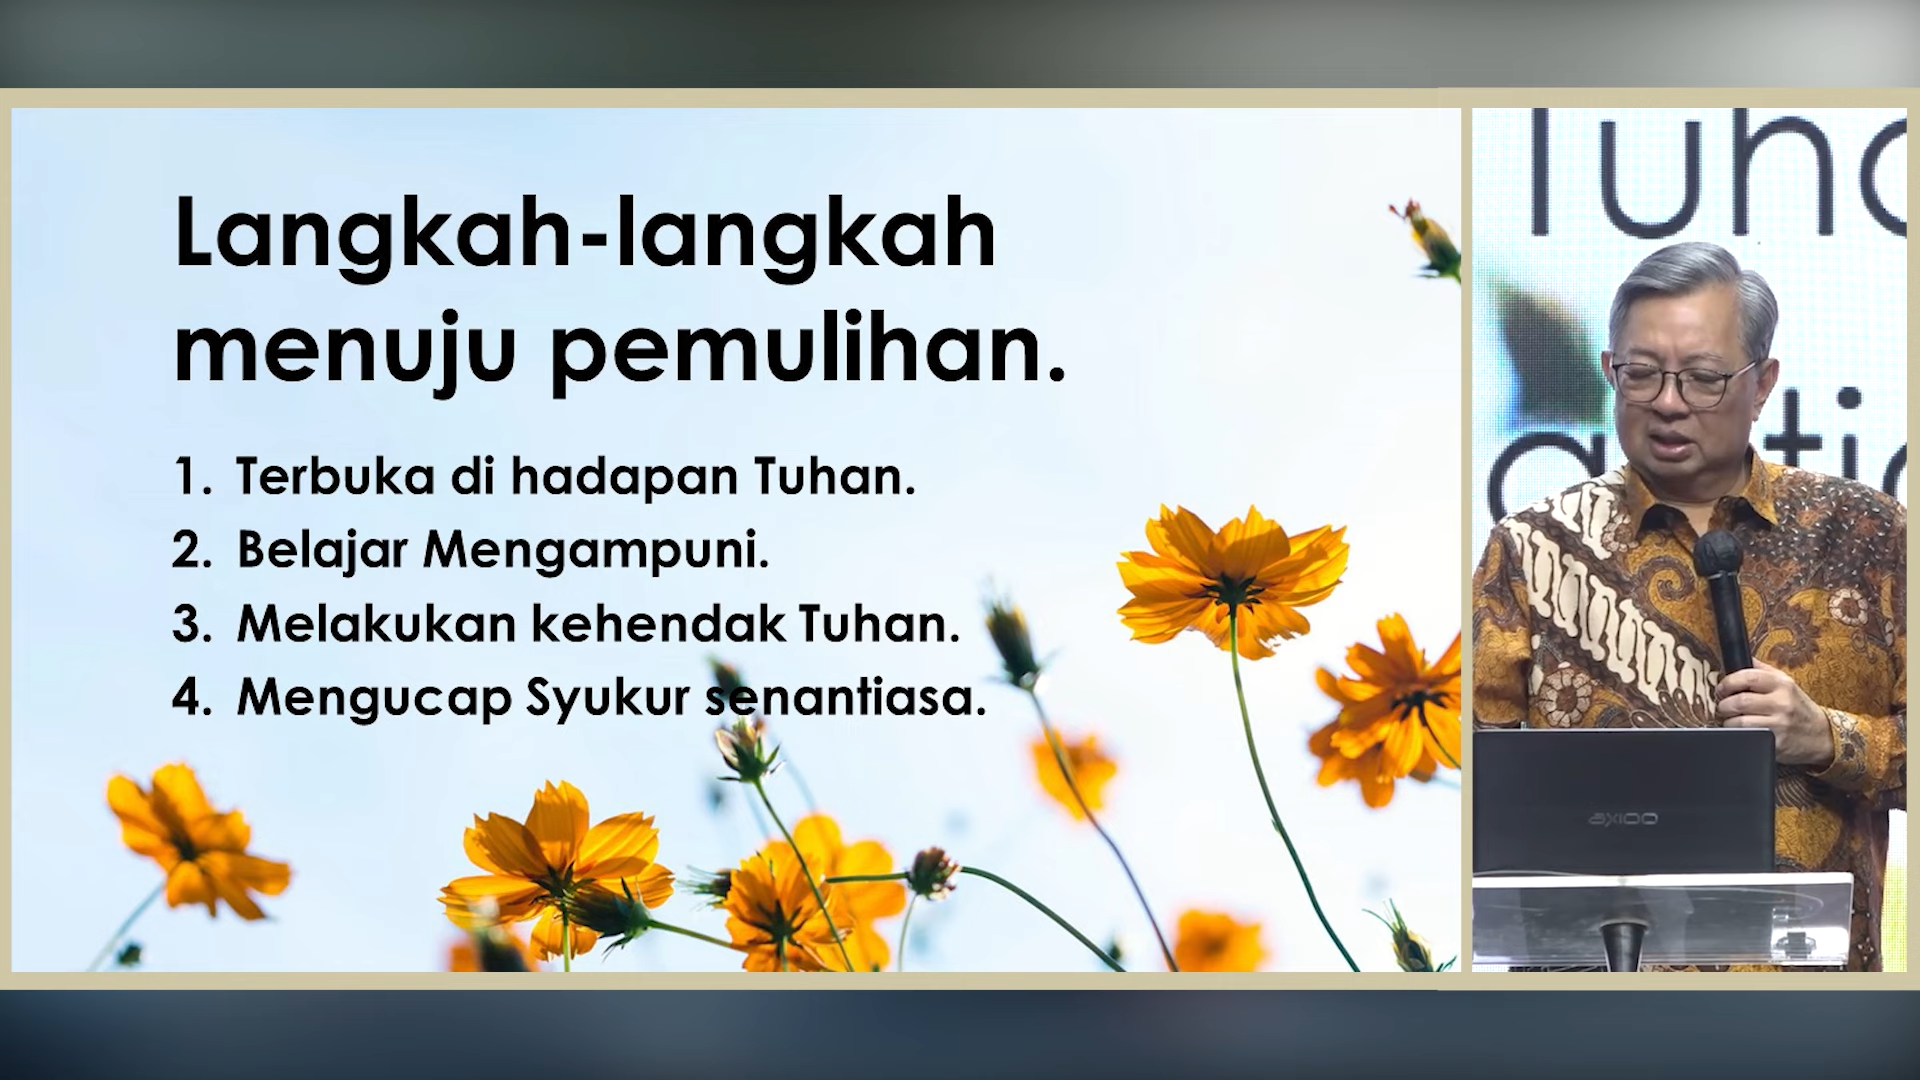 Langkah-langkah
menuju pemulihan.
1. Terbuka di hadapan Tuhan.
2. Belajar Mengampuni.
3. Melakukan kehendak Tuhan.
4. Mengucap Syukur senantiasa.
AXIOO